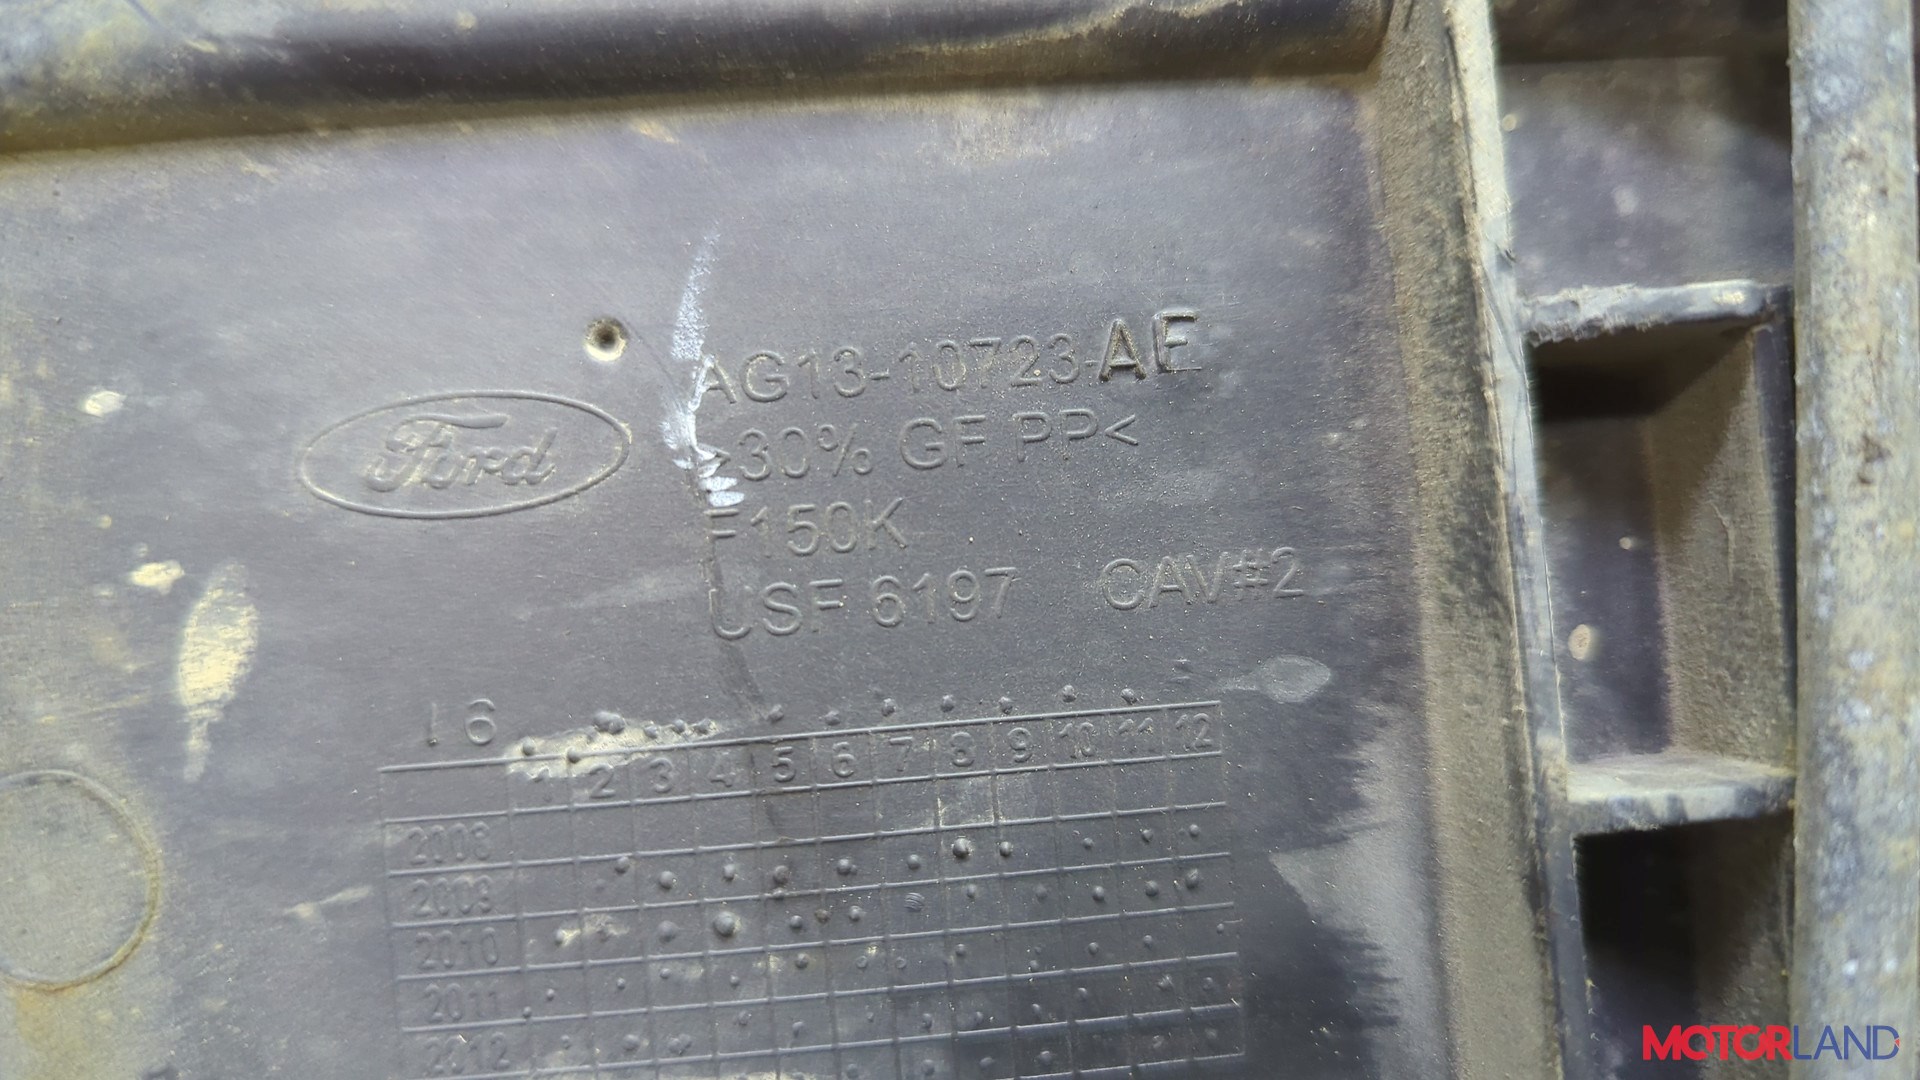 AG13-10723-AE
Ford
>30% GF PP<
F150K
USF 6197 CAV#2
16
1 2 3 4 5 6 7 8 9 10 11 12
2008
2009
2010
2011
2012
MOTORLAND